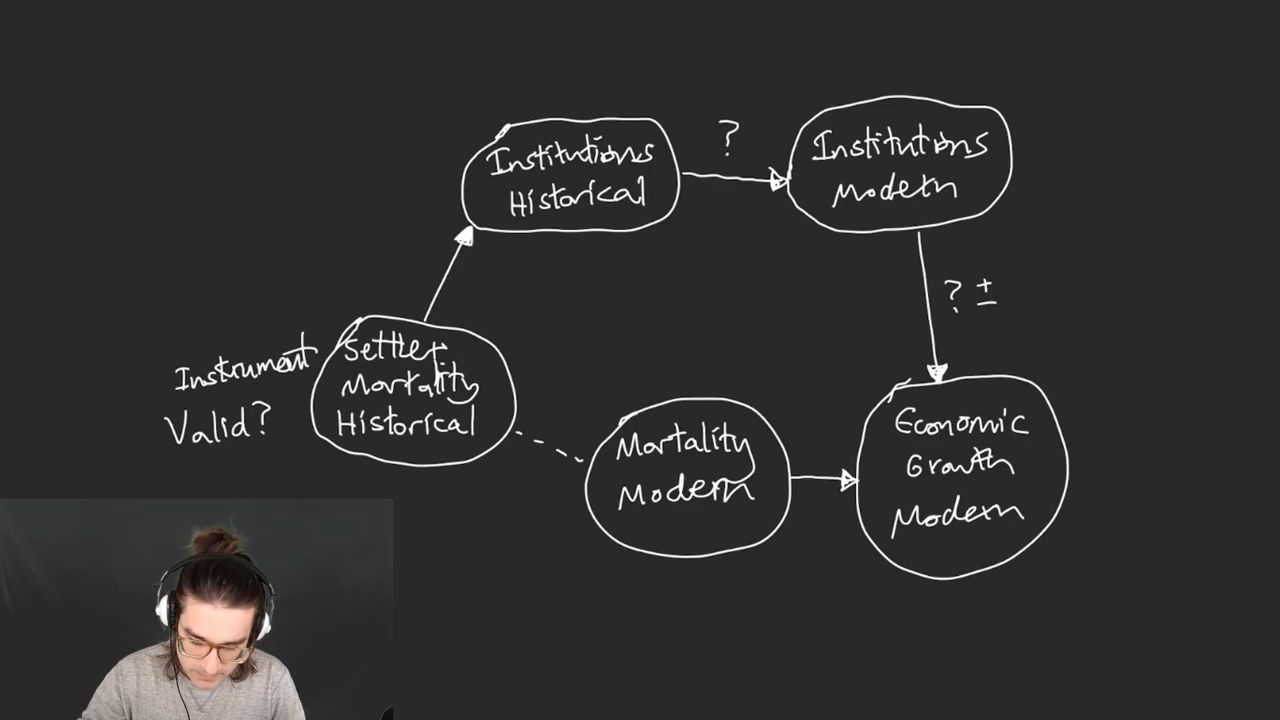 Institutions
Historical
?
Institutions
Modern
? ±
Instrument
Valid?
Settler
Mortality
Historical
Mortality
Modern
Economic
Growth
Modern